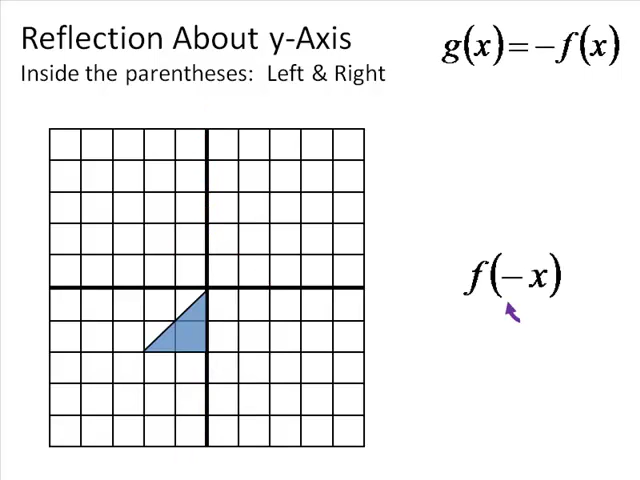 Reflection About y-Axis
Inside the parentheses: Left & Right
g(x)=−f(x)
f(−x)